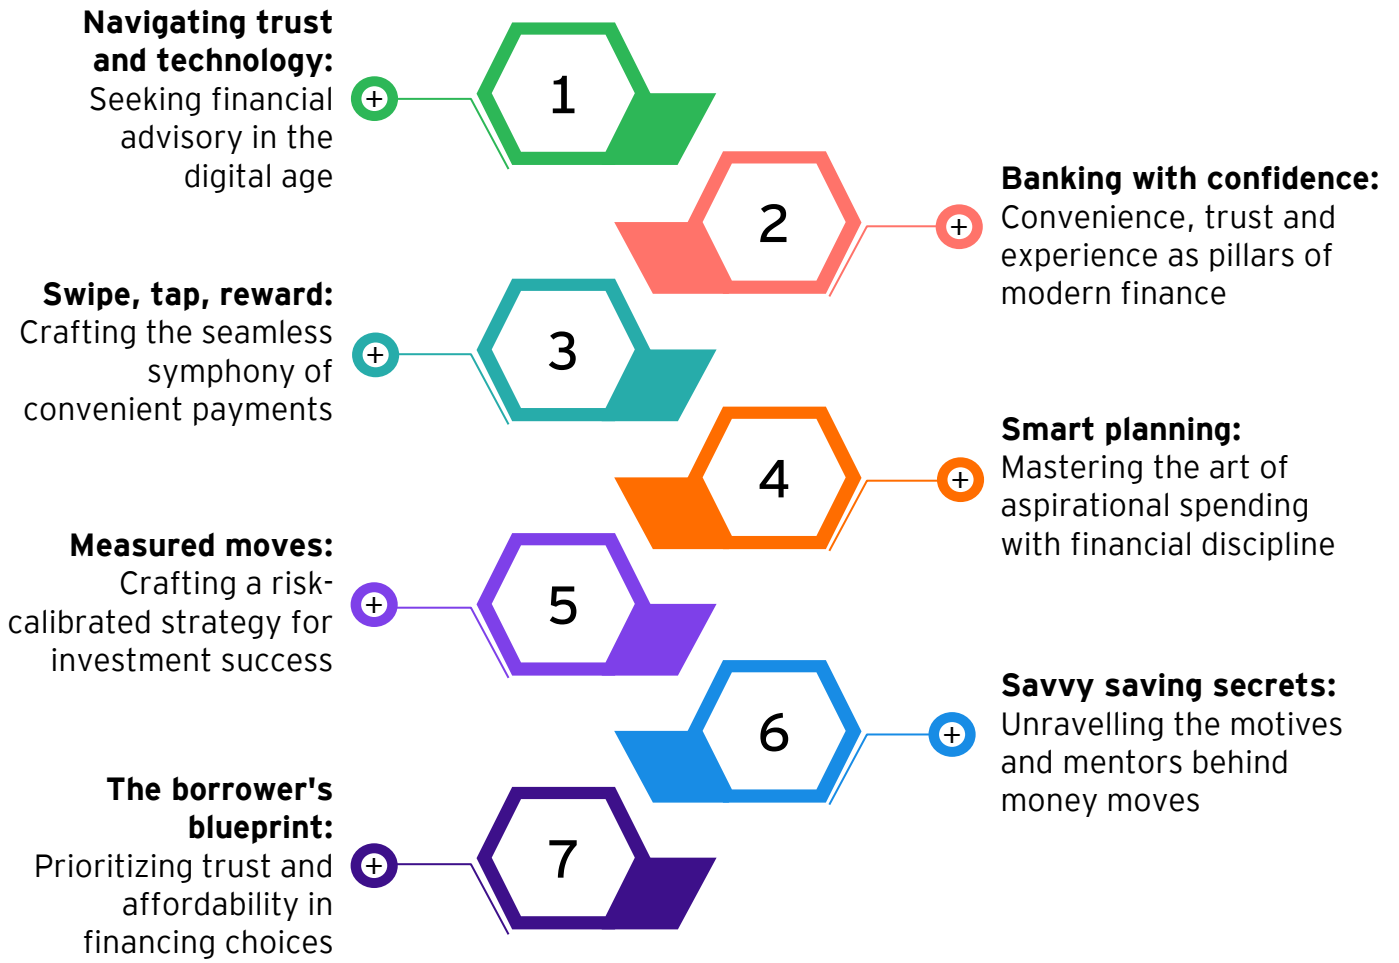 Navigating trust
and technology:
Seeking financial
advisory in the
digital age
+
1
2
+
Banking with confidence:
Convenience, trust and
experience as pillars of
modern finance
Swipe, tap, reward:
Crafting the seamless
symphony of
convenient payments
+
3
4
+
Smart planning:
Mastering the art of
aspirational spending
with financial discipline
Measured moves:
Crafting a risk-
calibrated strategy for
investment success
+
5
6
+
Savvy saving secrets:
Unravelling the motives
and mentors behind
money moves
The borrower's
blueprint:
Prioritizing trust and
affordability in
financing choices
+
7